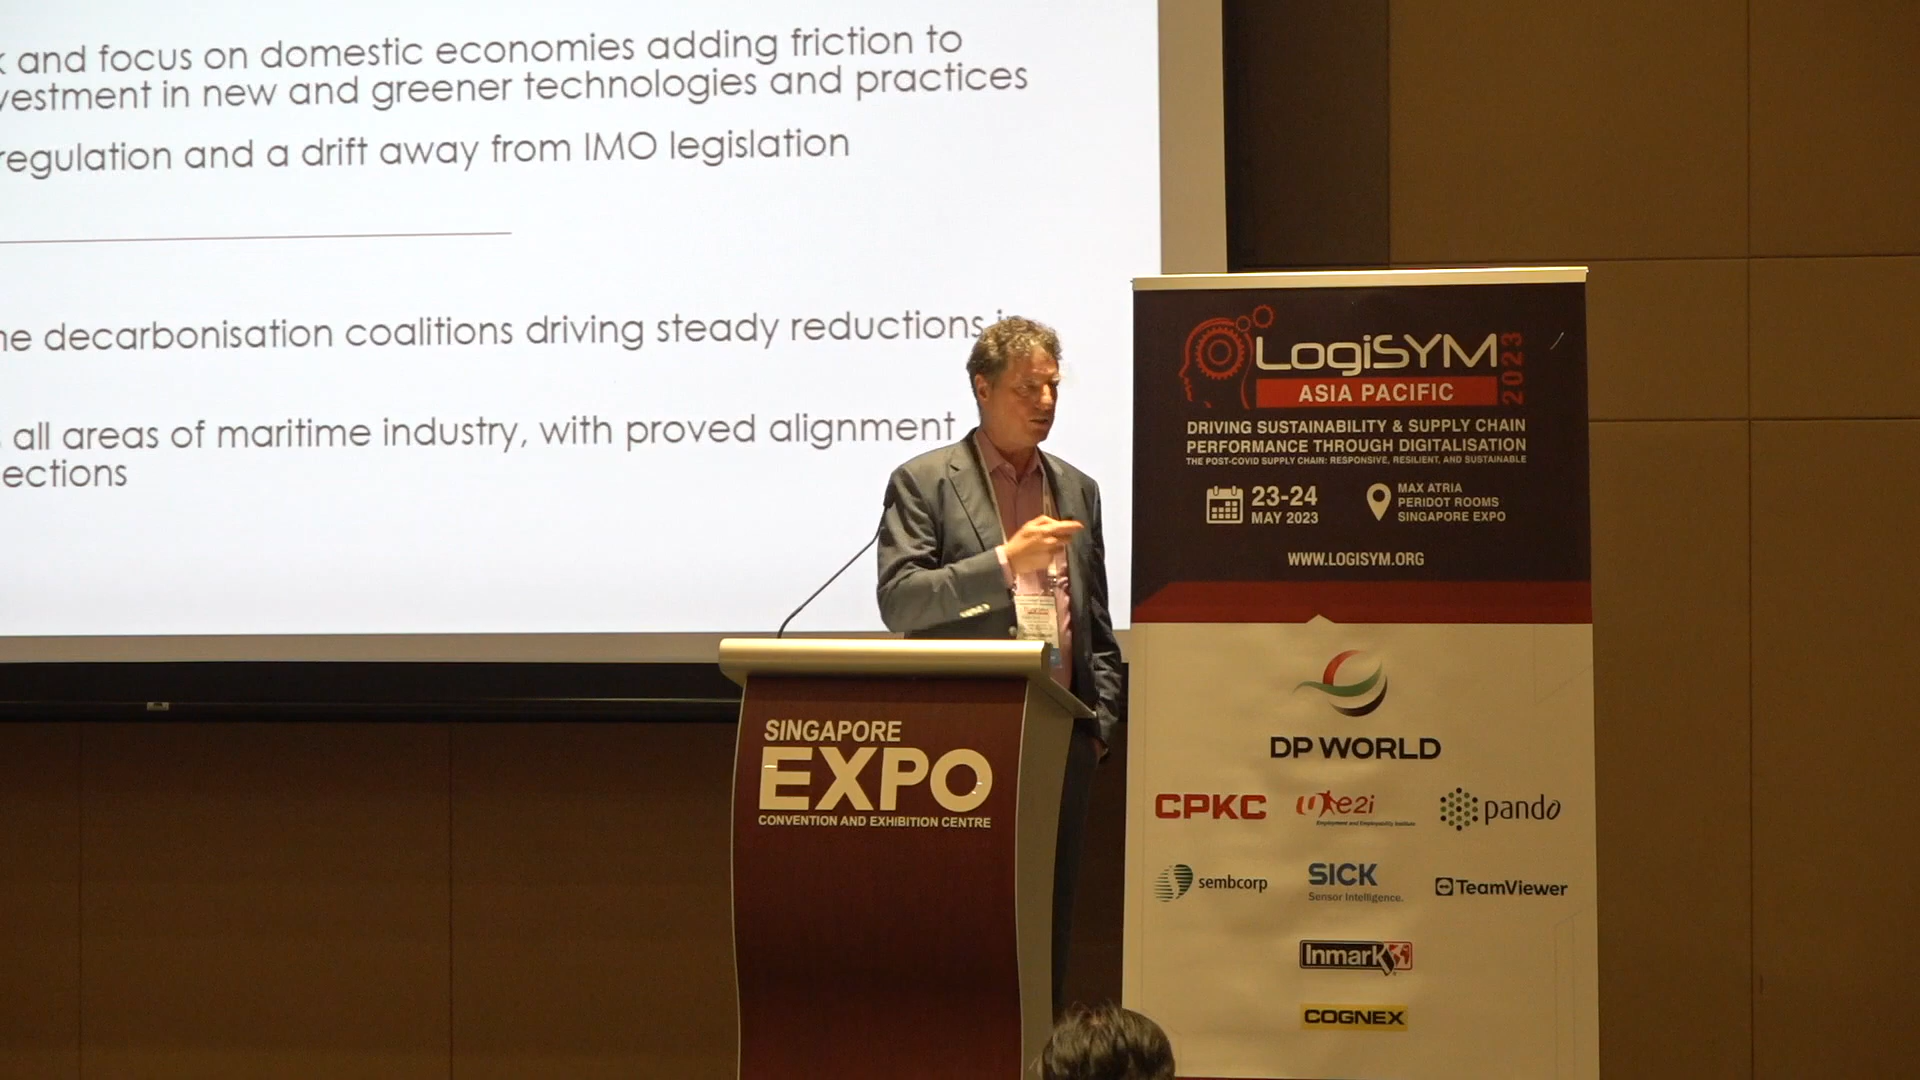 and focus on domestic economies adding friction to
vestment in new and greener technologies and practices
regulation and a drift away from IMO legislation
ne decarbonisation coalitions driving steady reductions
all areas of maritime industry, with proved alignment
ections
LogiSYM
2023
ASIA PACIFIC
DRIVING SUSTAINABILITY & SUPPLY CHAIN
PERFORMANCE THROUGH DIGITALISATION
THE POST-COVID SUPPLY CHAIN: RESPONSIVE, RESILIENT, AND SUSTAINABLE
23-24
MAY 2023
MAX ATRIA
PERIDOT ROOMS
SINGAPORE EXPO
WWW.LOGISYM.ORG
DP WORLD
CPKC
e2i
Employment and Employability Institute
pando
sembcorp
SICK
Sensor Intelligence.
TeamViewer
Inmark
COGNEX
SINGAPORE
EXPO
CONVENTION AND EXHIBITION CENTRE